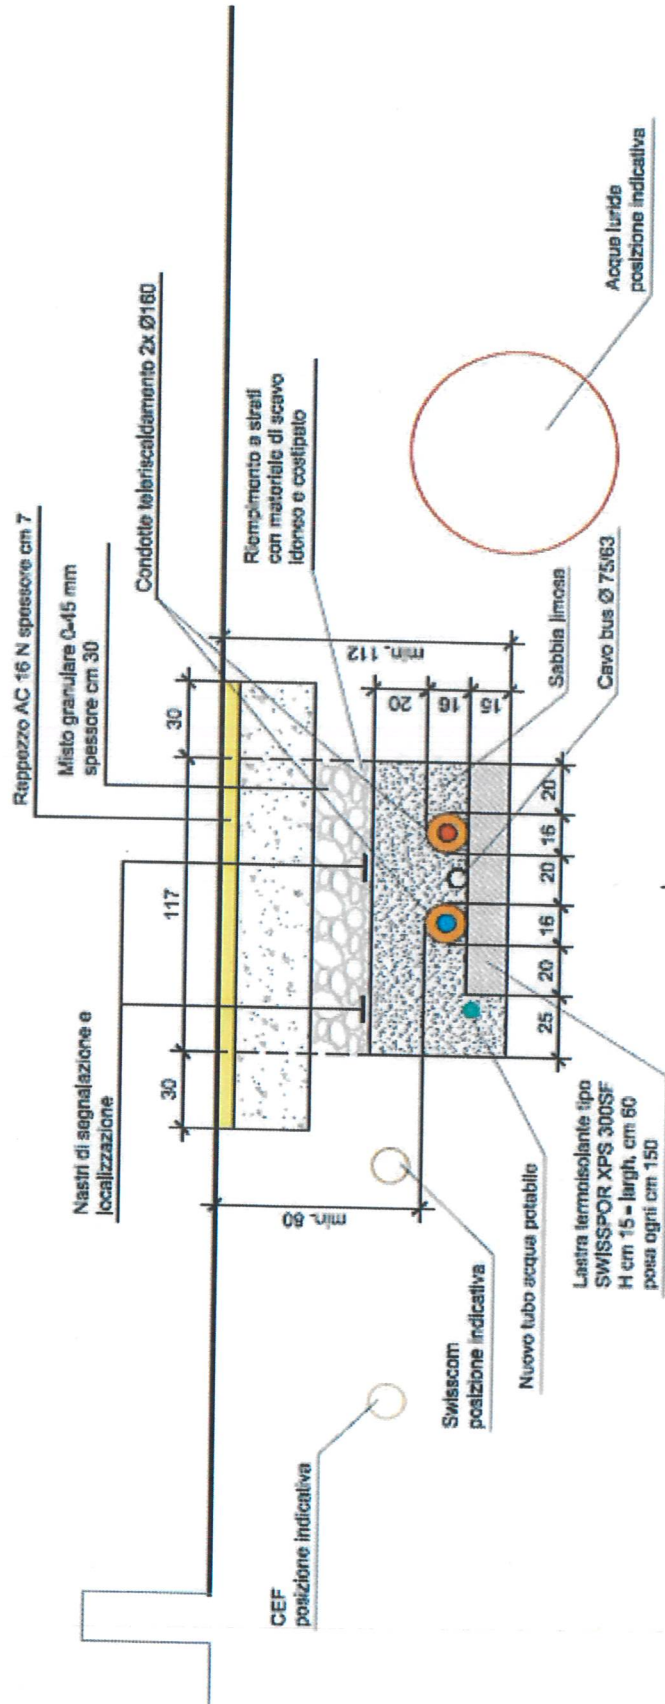 Rappezzo AC 16 N spessore cm 7
Misto granulare 0-45 mm
spessore cm 30
Condotte teleriscaldamento 2x Ø160
Nastri di segnalazione e
localizzazione
Riempimento a strati
con materiale di scavo
idoneo e costipato
30
117
30
min. 112
20
16
15
min. 80
25
20
16
20
16
20
CEF
posizione indicativa
Swisscom
posizione indicativa
Nuovo tubo acqua potabile
Lastra termoisolante tipo
SWISSPOR XPS 300SF
H cm 15 - largh. cm 60
posa ogni cm 150
Sabbia limosa
Cavo bus Ø 75/63
Acque luride
posizione indicativa